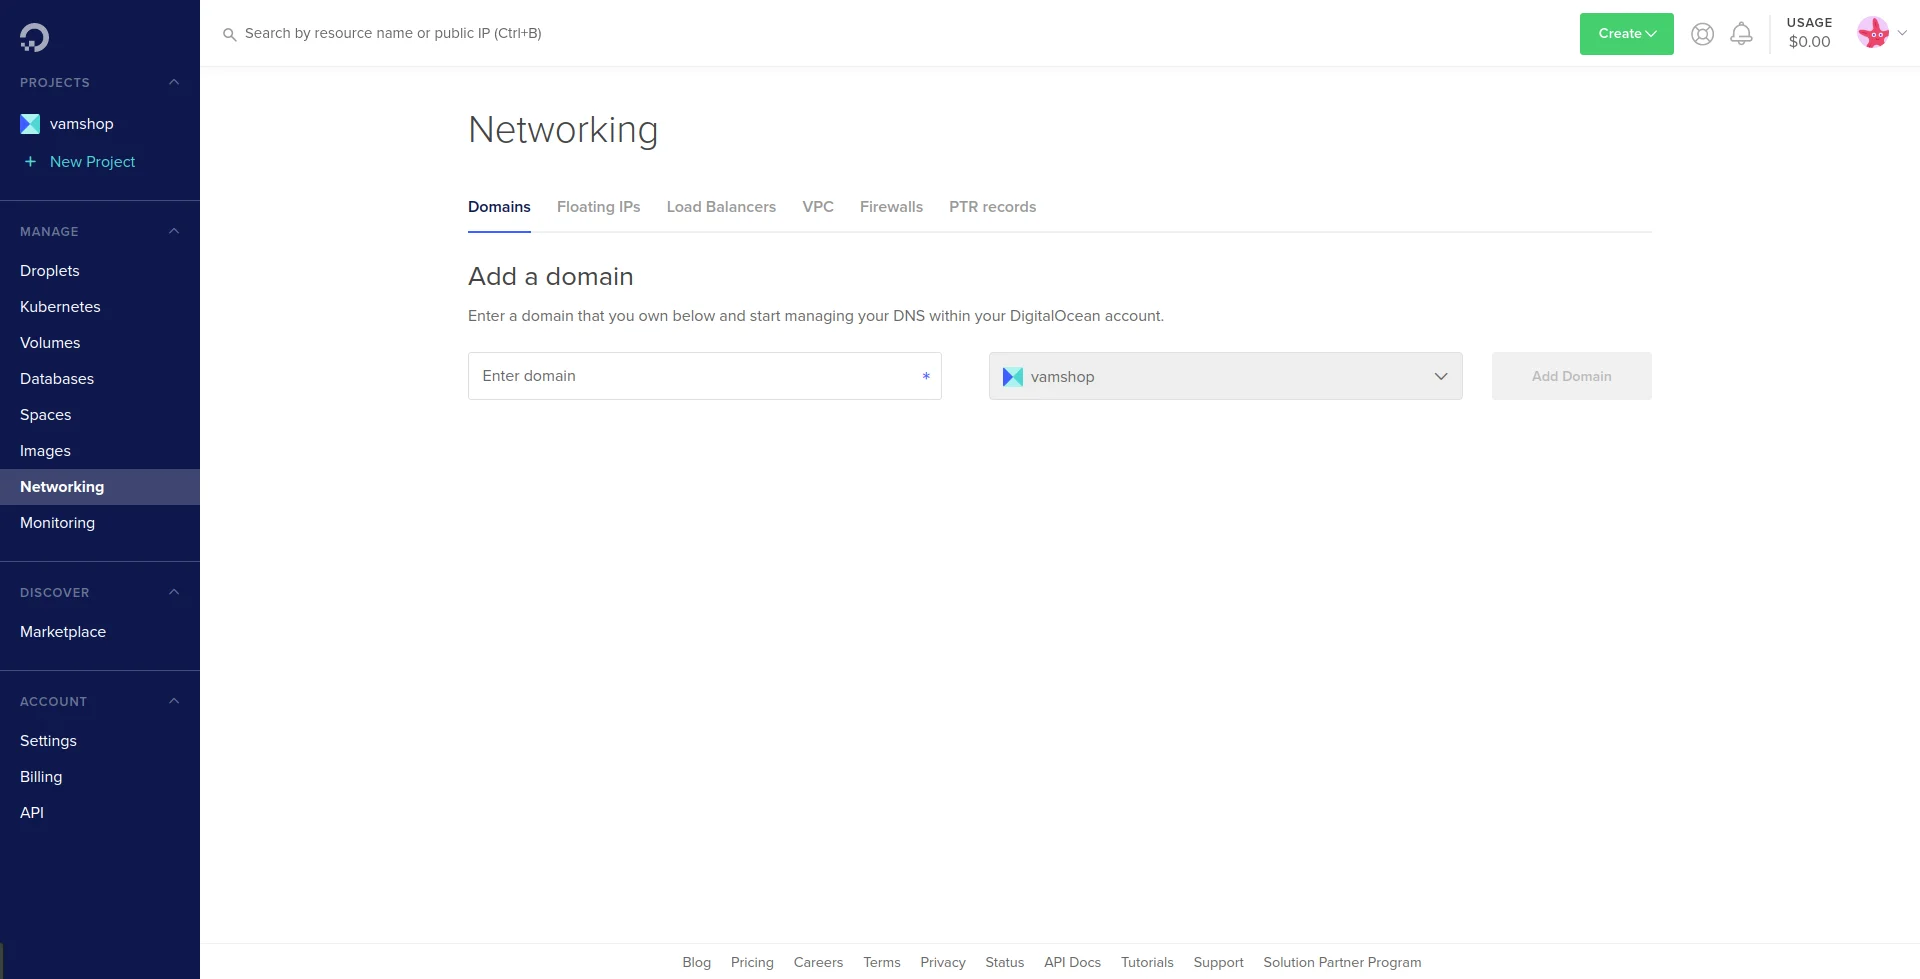 Search by resource name or public IP (Ctrl+B)
Create
USAGE
$0.00
PROJECTS
vamshop
+ New Project
MANAGE
Droplets
Kubernetes
Volumes
Databases
Spaces
Images
Networking
Monitoring
DISCOVER
Marketplace
ACCOUNT
Settings
Billing
API
Networking
Domains Floating IPs Load Balancers VPC Firewalls PTR records
Add a domain
Enter a domain that you own below and start managing your DNS within your DigitalOcean account.
Enter domain * vamshop Add Domain
Blog Pricing Careers Terms Privacy Status API Docs Tutorials Support Solution Partner Program